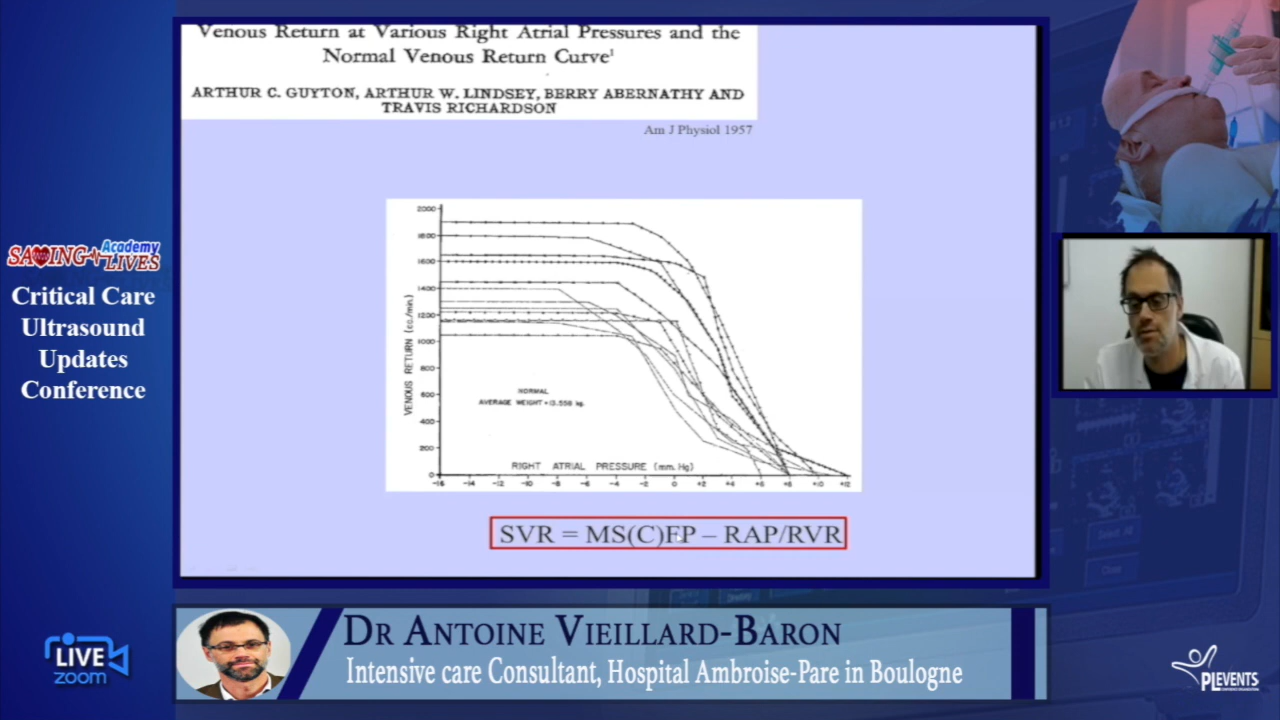 Venous Return at Various Right Atrial Pressures and the
Normal Venous Return Curve¹
ARTHUR C. GUYTON, ARTHUR W. LINDSEY, BERRY ABERNATHY AND
TRAVIS RICHARDSON
Am J Physiol 1957
SAVING LIVES Academy
Critical Care
Ultrasound
Updates
Conference
VENOUS RETURN (cc./min.)
2000
1800
1600
1400
1200
1000
800
600
400
200
0
NORMAL
AVERAGE WEIGHT = 13.558 kg.
RIGHT ATRIAL PRESSURE (mm. Hg)
-16 -14 -12 -10 -8 -6 -4 -2 0 +2 +4 +6 +8 +10 +12
SVR = MS(C)FP – RAP/RVR
DR ANTOINE VIEILLARD-BARON
Intensive care Consultant, Hospital Ambroise-Pare in Boulogne
LIVE
zoom
PLEVENTS